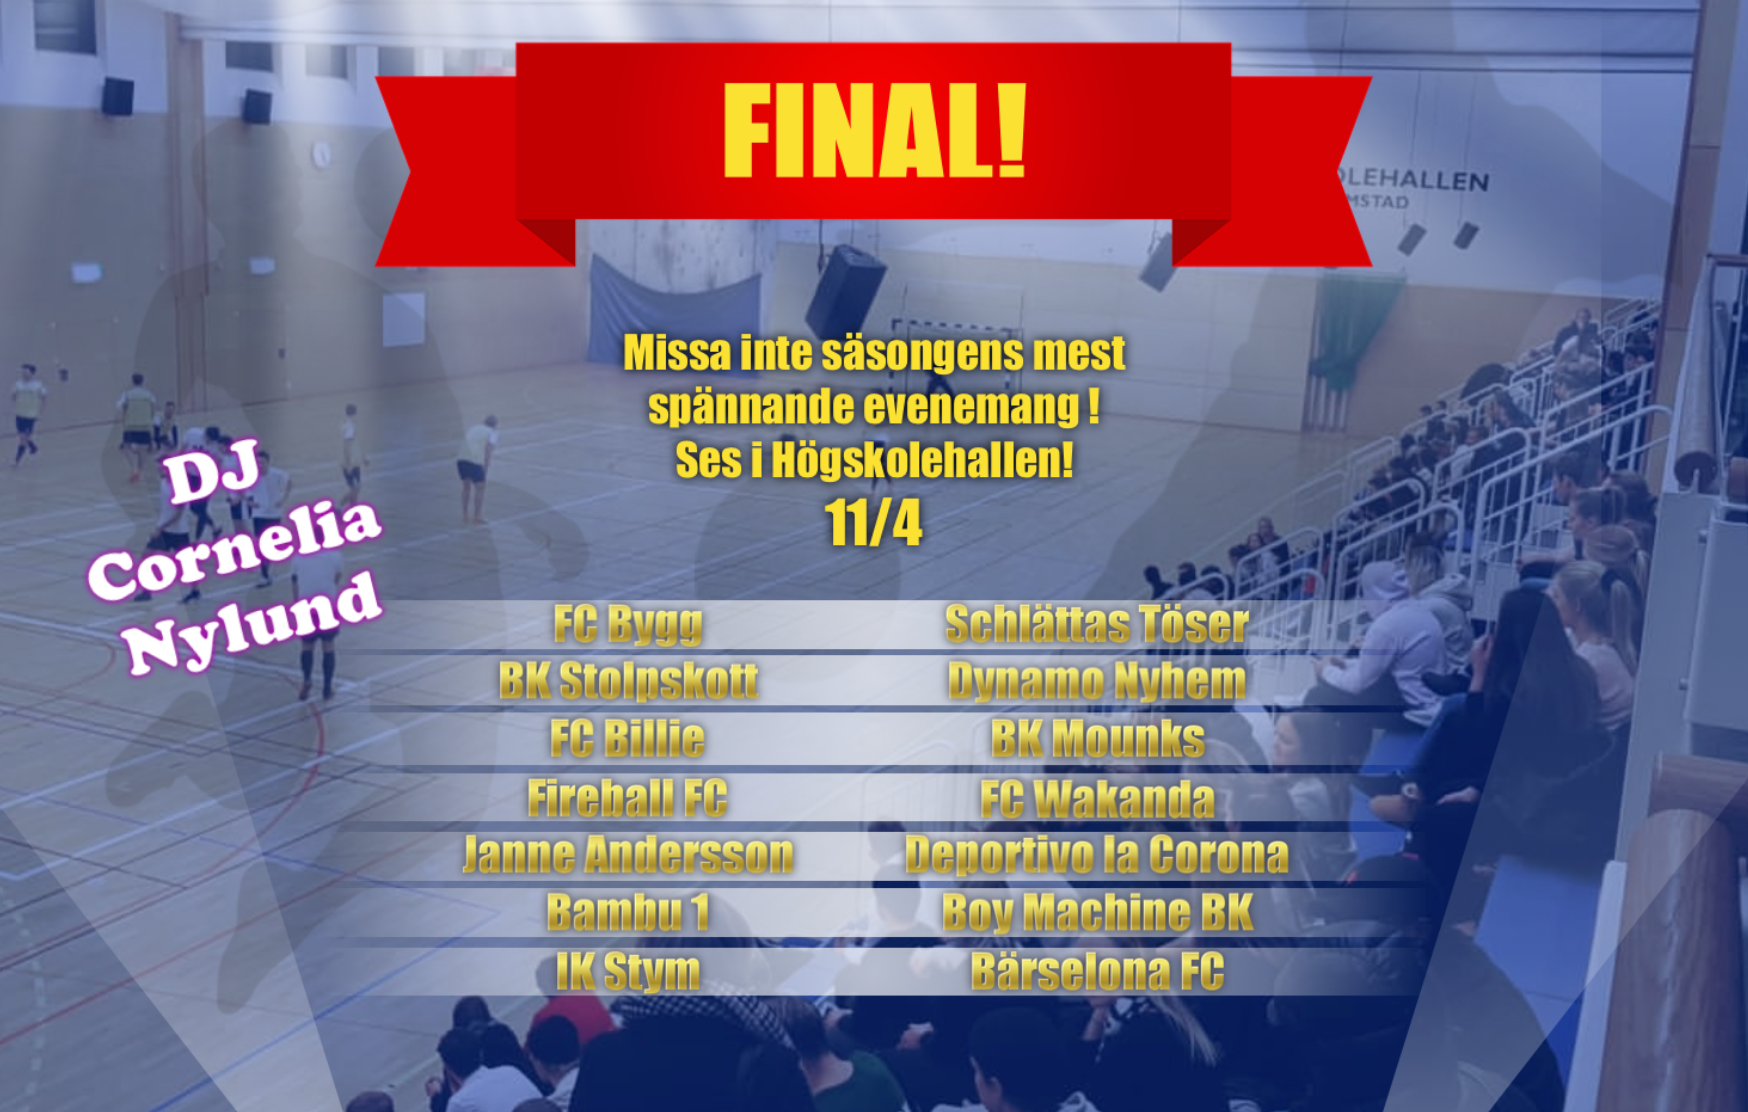 FINAL!
OLEHALLEN
MSTAD
Missa inte säsongens mest
spännande evenemang !
Ses i Högskolehallen!
11/4
DJ
Cornelia
Nylund
FC Bygg Schlättas Töser
BK Stolpskott Dynamo Nyhem
FC Billie BK Mounks
Fireball FC FC Wakanda
Janne Andersson Deportivo la Corona
Bambu 1 Boy Machine BK
IK Stym Bärselona FC